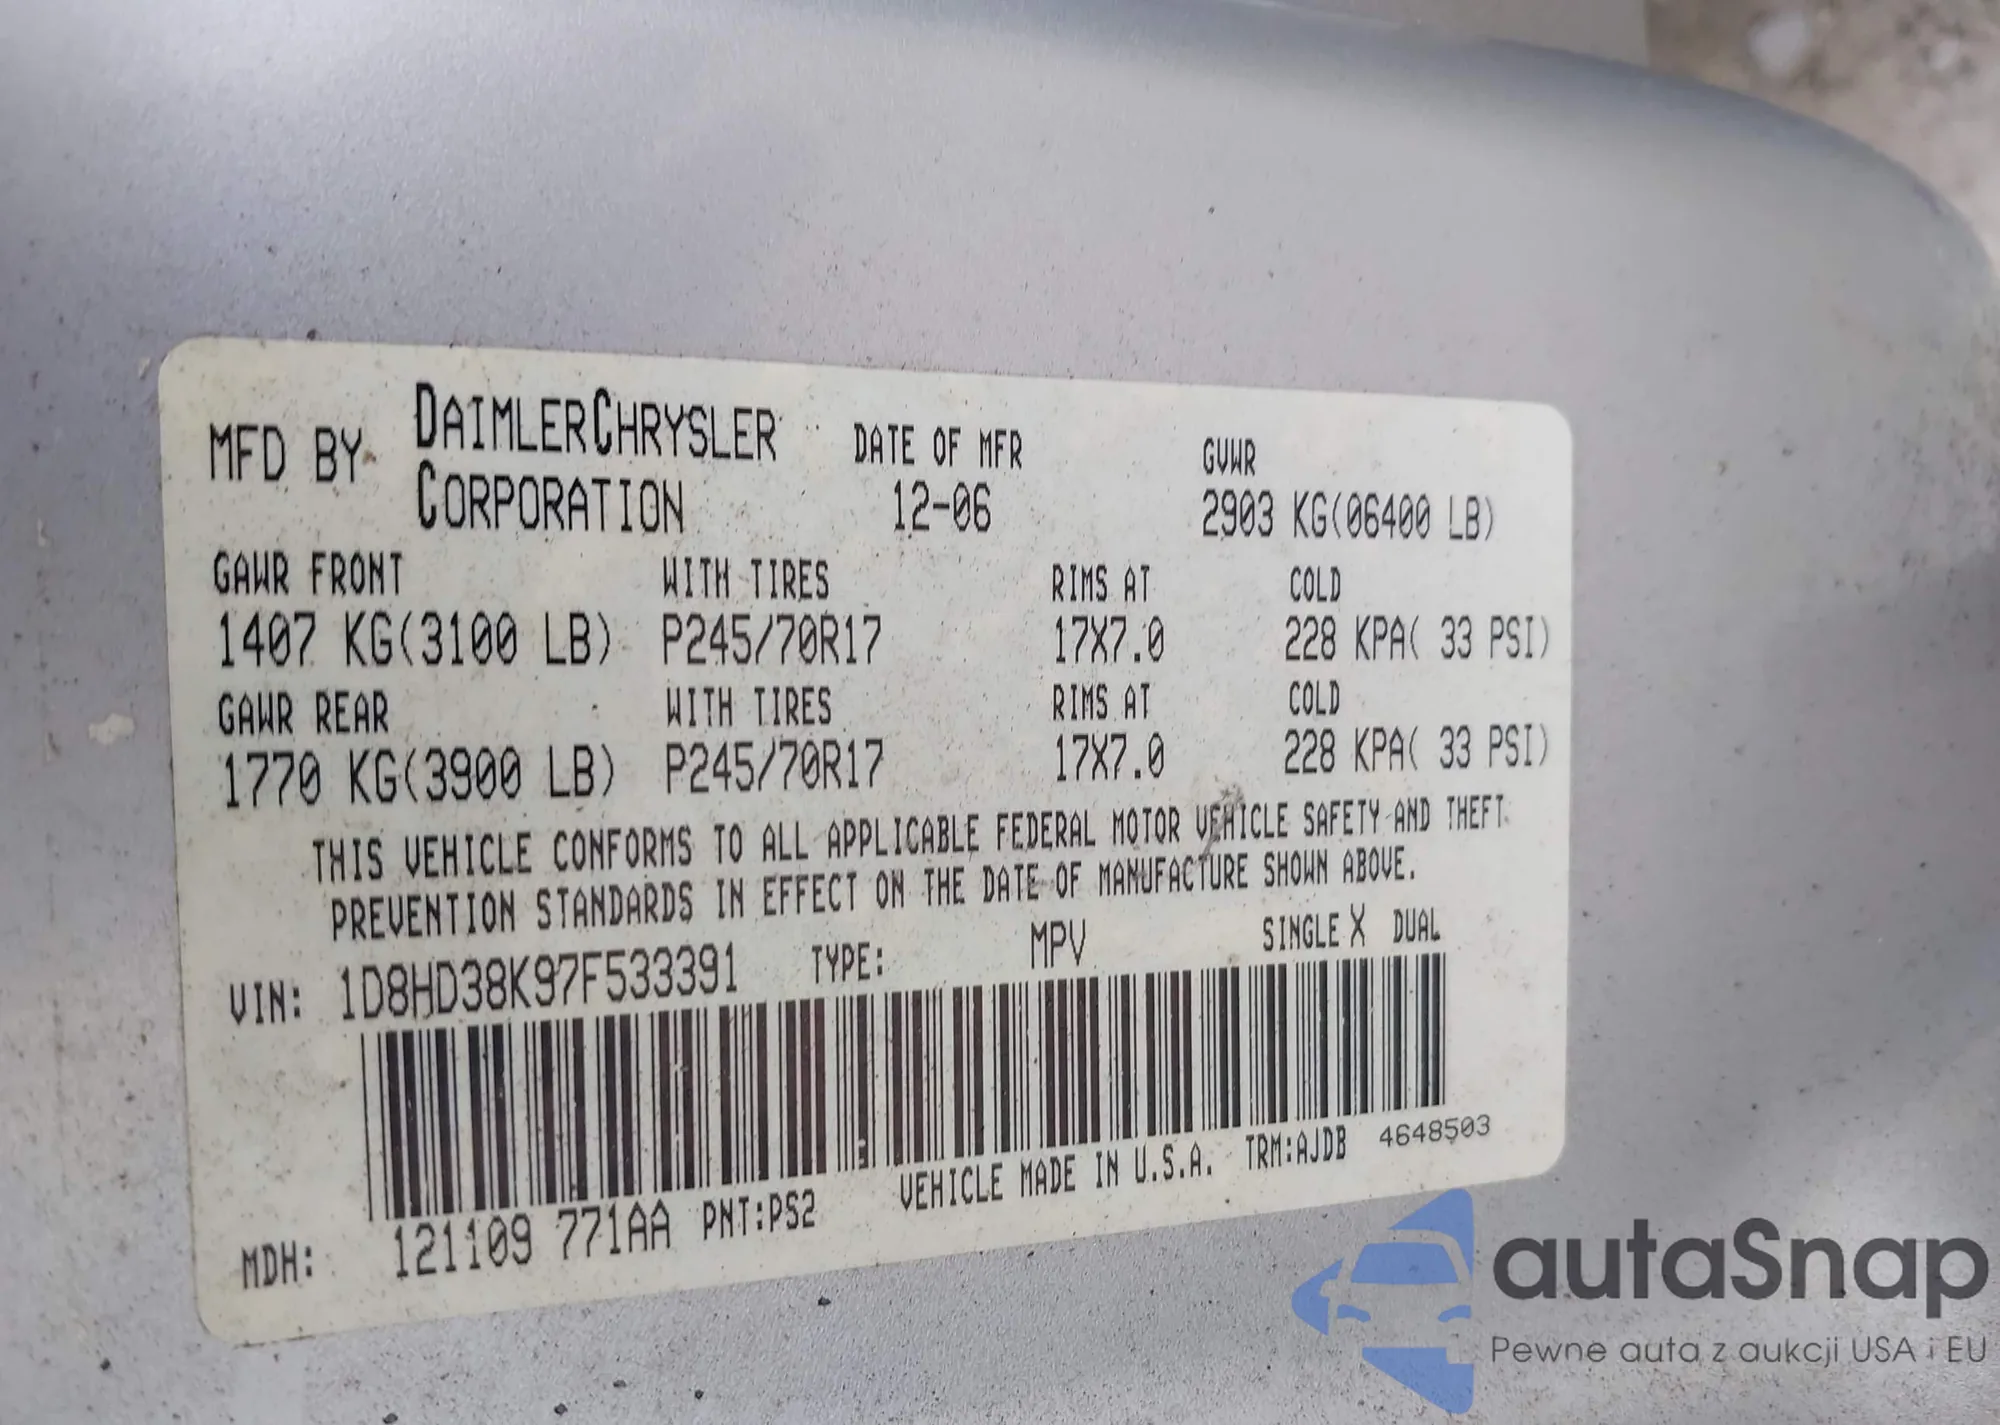 MFD BY DAIMLERCHRYSLER CORPORATION DATE OF MFR 12-06 GVWR 2903 KG(06400 LB)
GAWR FRONT WITH TIRES RIMS AT COLD
1407 KG(3100 LB) P245/70R17 17X7.0 228 KPA( 33 PSI)
GAWR REAR WITH TIRES RIMS AT COLD
1770 KG(3900 LB) P245/70R17 17X7.0 228 KPA( 33 PSI)
THIS VEHICLE CONFORMS TO ALL APPLICABLE FEDERAL MOTOR VEHICLE SAFETY AND THEFT
PREVENTION STANDARDS IN EFFECT ON THE DATE OF MANUFACTURE SHOWN ABOVE.
VIN: 1D8HD38K97F533391 TYPE: MPV SINGLE X DUAL
MDH: 121109 771AA PNT:PS2 VEHICLE MADE IN U.S.A. TRM:AJDB 4648503
autaSnap
Pewne auta z aukcji USA i EU